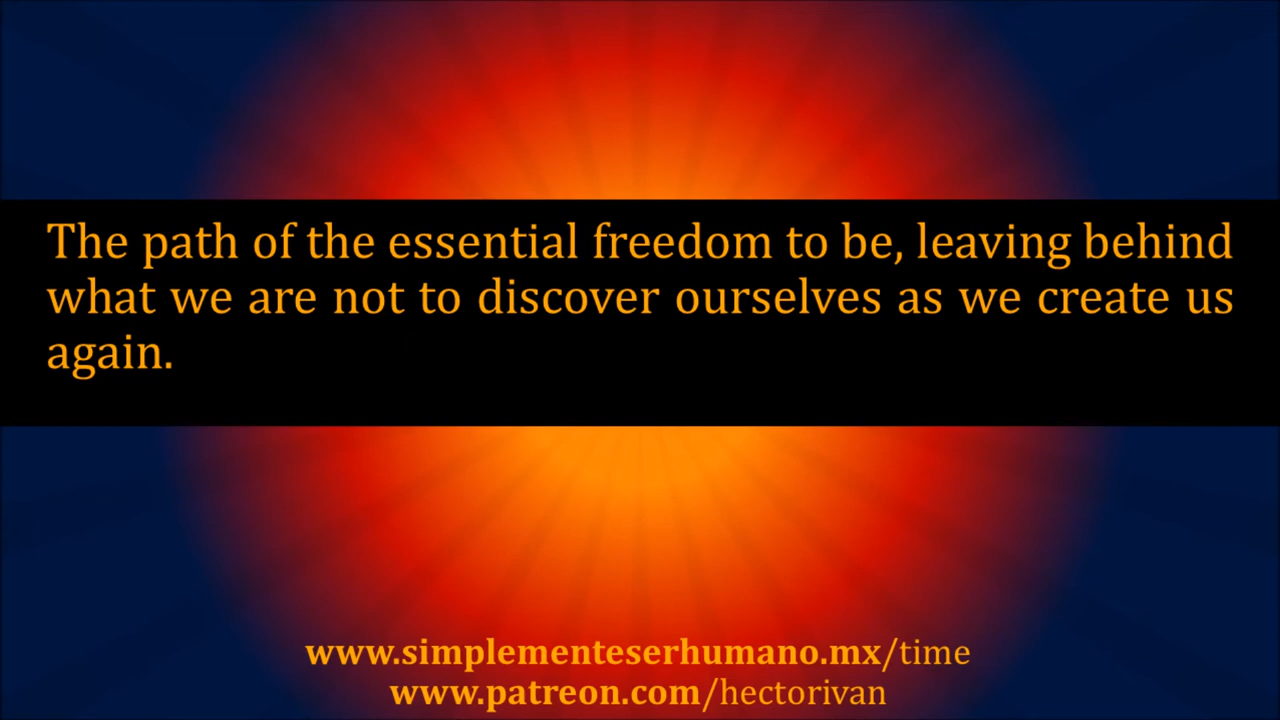 The path of the essential freedom to be, leaving behind
what we are not to discover ourselves as we create us
again.
www.simplementeserhumano.mx/time
www.patreon.com/hectorivan